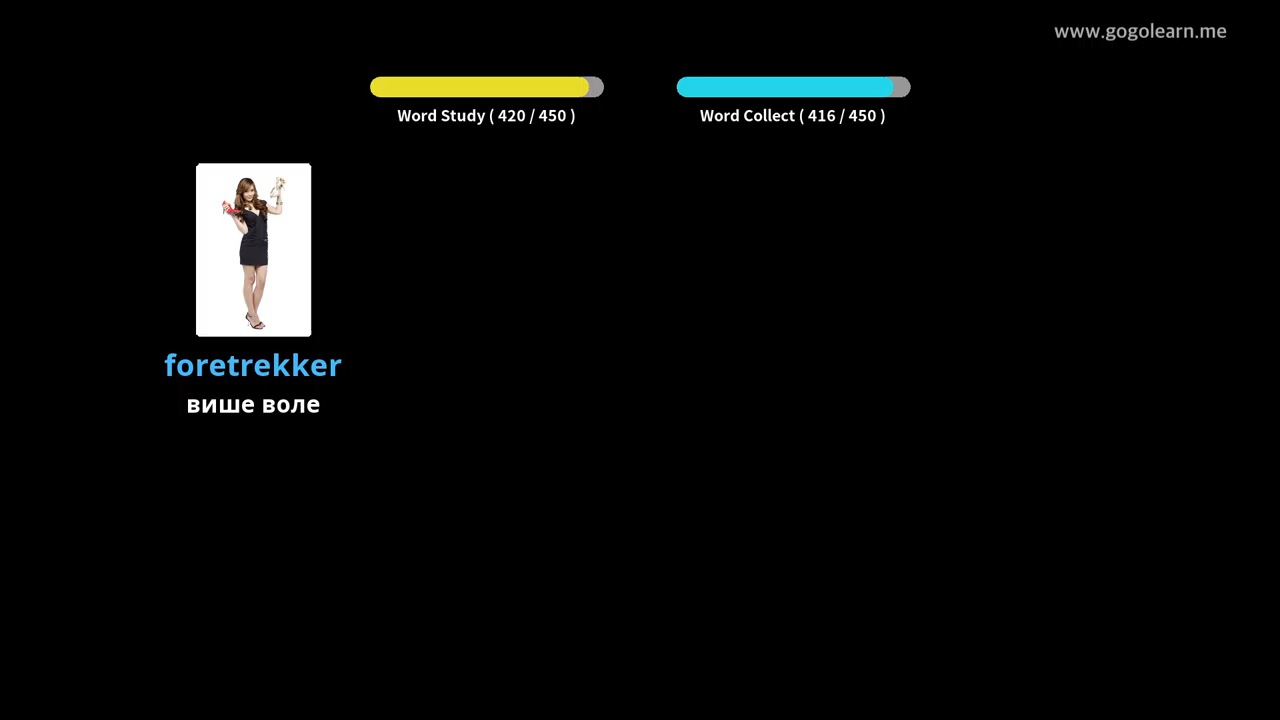 www.gogolearn.me
Word Study ( 420 / 450 )
Word Collect ( 416 / 450 )
foretrekker
више воле